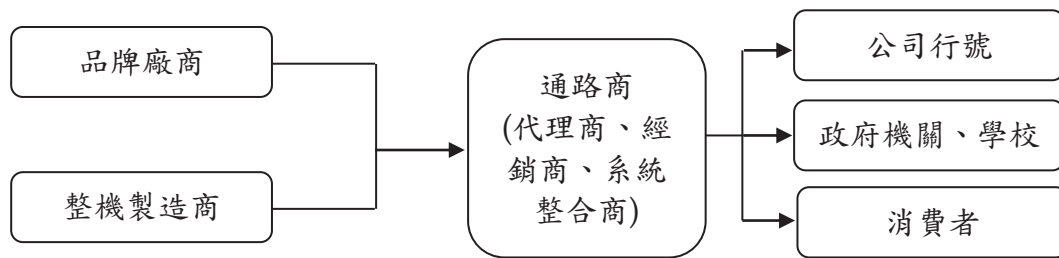 品牌廠商
整機製造商
通路商
(代理商、經
銷商、系統
整合商)
公司行號
政府機關、學校
消費者